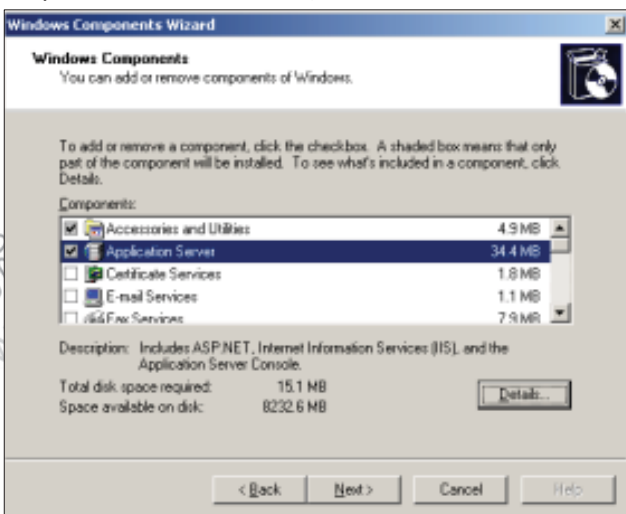 Windows Components Wizard
Windows Components
You can add or remove components of Windows.
To add or remove a component, click the checkbox. A shaded box means that only
part of the component will be installed. To see what's included in a component, click
Details.
Components:
Accessories and Utilities 4.9 MB
Application Server 34.4 MB
Certificate Services 1.8 MB
E-mail Services 1.1 MB
Fax Services 7.9 MB
Description: Includes ASP.NET, Internet Information Services (IIS), and the
Application Server Console.
Total disk space required: 15.1 MB
Space available on disk: 8232.6 MB
Details...
< Back Next > Cancel Help